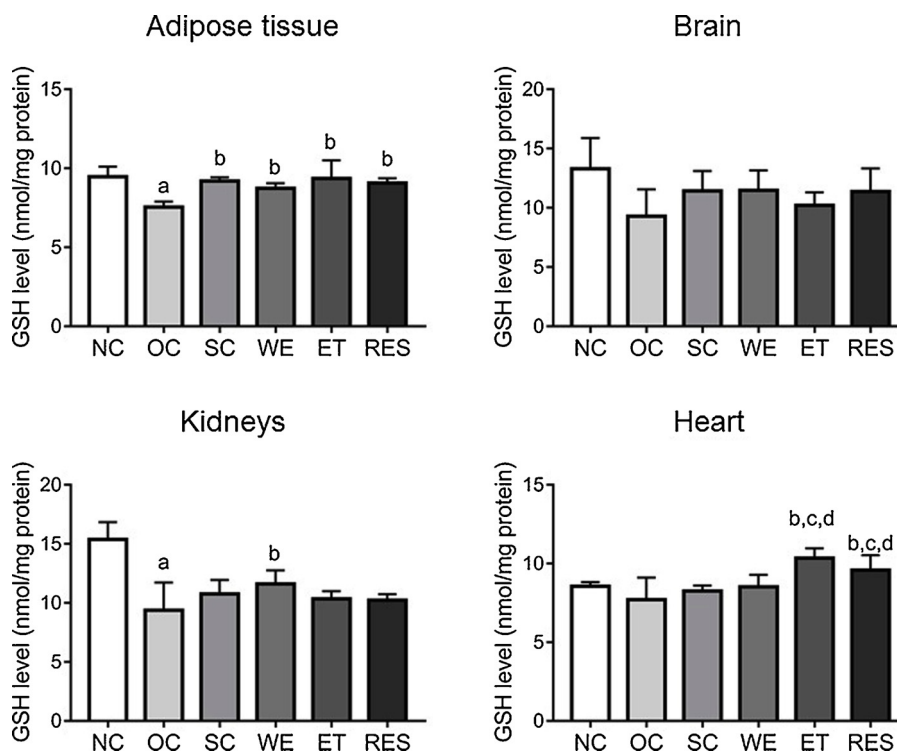 Adipose tissue
GSH level (nmol/mg protein)
15
10
5
0
a
b
b
b
b
NC OC SC WE ET RES
Brain
GSH level (nmol/mg protein)
20
15
10
5
0
NC OC SC WE ET RES
Kidneys
GSH level (nmol/mg protein)
20
15
10
5
0
a
b
NC OC SC WE ET RES
Heart
GSH level (nmol/mg protein)
15
10
5
0
b,c,d
b,c,d
NC OC SC WE ET RES